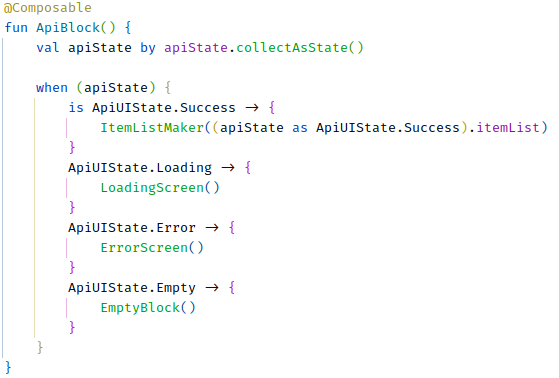 @Composable
fun ApiBlock() {
    val apiState by apiState.collectAsState()

    when (apiState) {
        is ApiUIState.Success -> {
            ItemListMaker((apiState as ApiUIState.Success).itemList)
        }
        ApiUIState.Loading -> {
            LoadingScreen()
        }
        ApiUIState.Error -> {
            ErrorScreen()
        }
        ApiUIState.Empty -> {
            EmptyBlock()
        }
    }
}